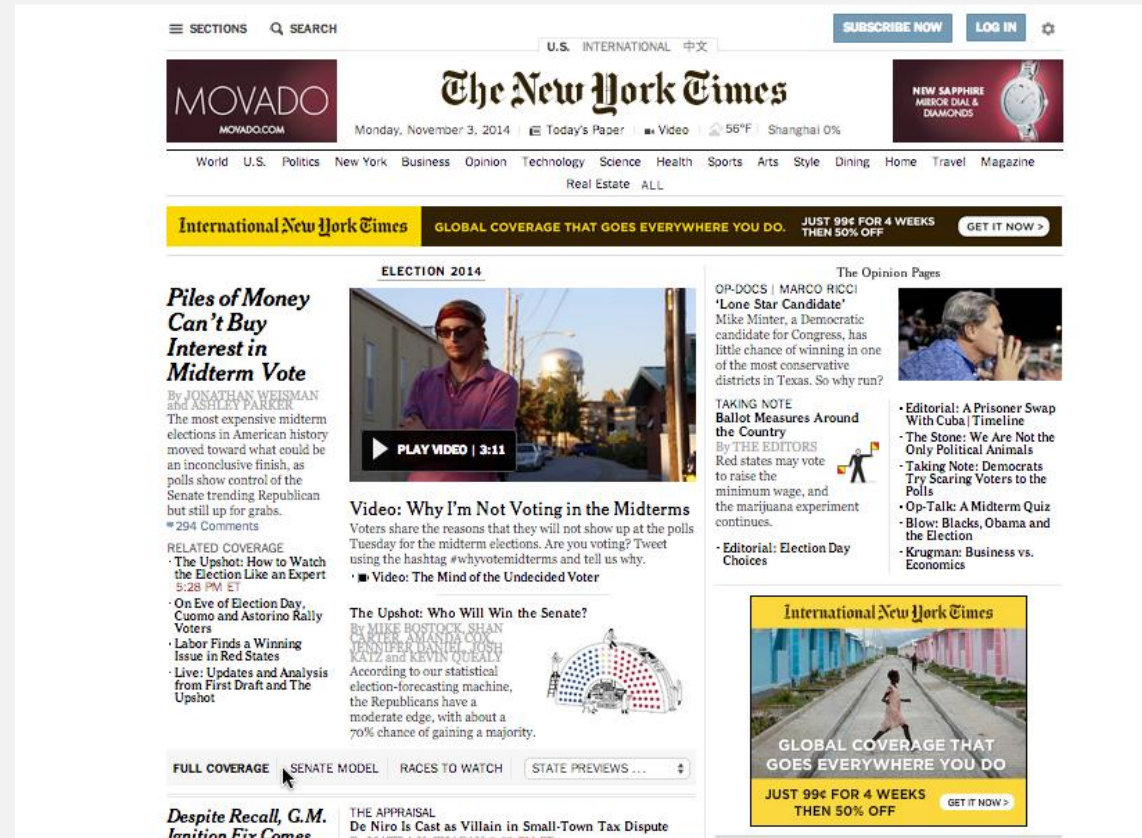 SECTIONS SEARCH
SUBSCRIBE NOW LOG IN
U.S. INTERNATIONAL 中文
MOVADO
MOVADO.COM
The New York Times
NEW SAPPHIRE
MIRROR DIAL &
DIAMONDS
Monday, November 3, 2014 Today's Paper Video 56°F Shanghai 0%
World U.S. Politics New York Business Opinion Technology Science Health Sports Arts Style Dining Home Travel Magazine
Real Estate ALL
International New York Times
GLOBAL COVERAGE THAT GOES EVERYWHERE YOU DO.
JUST 99¢ FOR 4 WEEKS
THEN 50% OFF
GET IT NOW >
ELECTION 2014
Piles of Money
Can't Buy
Interest in
Midterm Vote
By JONATHAN WEISMAN
and ASHLEY PARKER
The most expensive midterm
elections in American history
moved toward what could be
an inconclusive finish, as
polls show control of the
Senate trending Republican
but still up for grabs.
294 Comments
RELATED COVERAGE
· The Upshot: How to Watch
the Election Like an Expert
5:28 PM ET
· On Eve of Election Day,
Cuomo and Astorino Rally
Voters
· Labor Finds a Winning
Issue in Red States
· Live: Updates and Analysis
from First Draft and The
Upshot
PLAY VIDEO | 3:11
Video: Why I'm Not Voting in the Midterms
Voters share the reasons that they will not show up at the polls
Tuesday for the midterm elections. Are you voting? Tweet
using the hashtag #whyvotemidterms and tell us why.
· Video: The Mind of the Undecided Voter
The Upshot: Who Will Win the Senate?
By MIKE BOSTOCK, SHAN
CARTER, AMANDA COX,
JENNIFER DANIEL, JOSH
KATZ and KEVIN QUEALY
According to our statistical
election-forecasting machine,
the Republicans have a
moderate edge, with about a
70% chance of gaining a majority.
The Opinion Pages
OP-DOCS | MARCO RICCI
'Lone Star Candidate'
Mike Minter, a Democratic
candidate for Congress, has
little chance of winning in one
of the most conservative
districts in Texas. So why run?
TAKING NOTE
Ballot Measures Around
the Country
By THE EDITORS
Red states may vote
to raise the
minimum wage, and
the marijuana experiment
continues.
· Editorial: Election Day
Choices
· Editorial: A Prisoner Swap
With Cuba | Timeline
· The Stone: We Are Not the
Only Political Animals
· Taking Note: Democrats
Try Scaring Voters to the
Polls
· Op-Talk: A Midterm Quiz
· Blow: Blacks, Obama and
the Election
· Krugman: Business vs.
Economics
International New York Times
GLOBAL COVERAGE THAT
GOES EVERYWHERE YOU DO
JUST 99¢ FOR 4 WEEKS
THEN 50% OFF
GET IT NOW >
FULL COVERAGE SENATE MODEL RACES TO WATCH STATE PREVIEWS ...
Despite Recall, G.M.
Ignition Fix Comes
THE APPRAISAL
De Niro Is Cast as Villain in Small-Town Tax Dispute